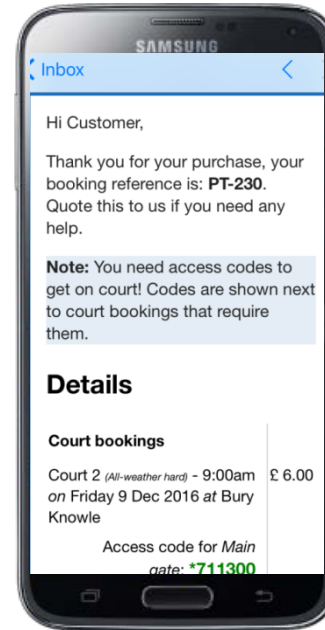 SAMSUNG
Inbox
Hi Customer,
Thank you for your purchase, your
booking reference is: PT-230.
Quote this to us if you need any
help.
Note: You need access codes to
get on court! Codes are shown next
to court bookings that require
them.
Details
Court bookings
Court 2 (All-weather hard) - 9:00am £ 6.00
on Friday 9 Dec 2016 at Bury
Knowle
Access code for Main
gate: *711300